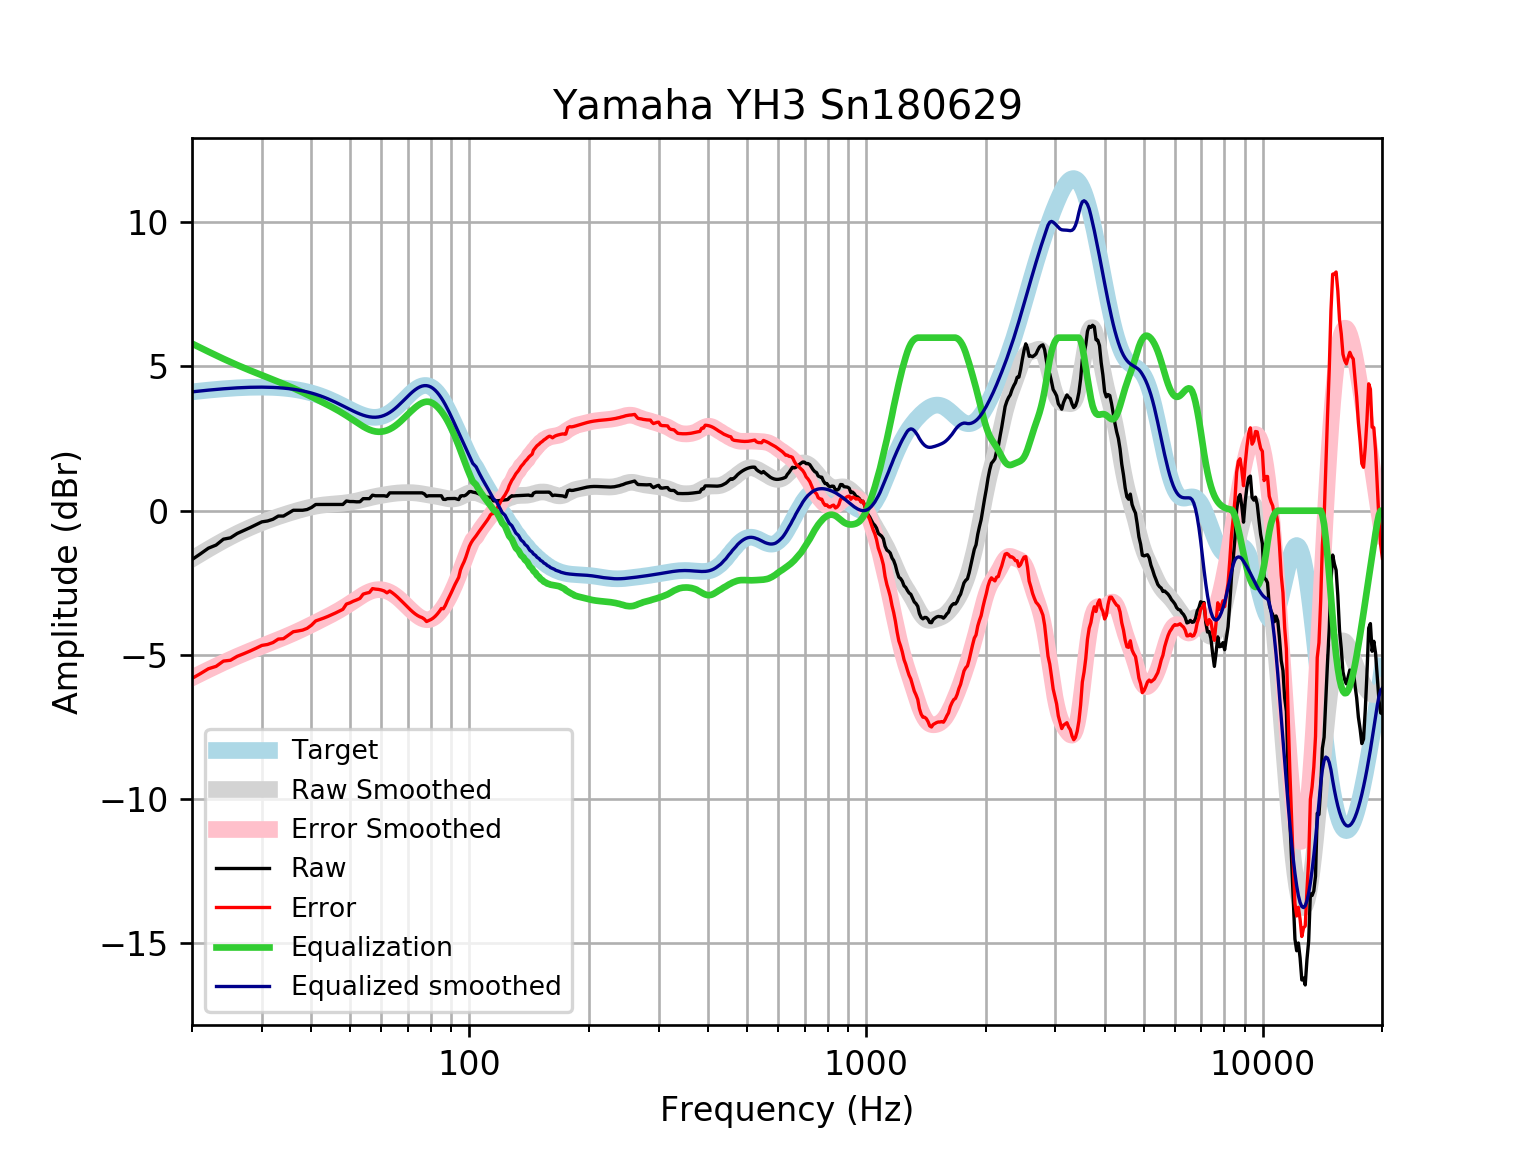 Yamaha YH3 Sn180629
Amplitude (dBr)
10
5
0
−5
−10
−15
Target
Raw Smoothed
Error Smoothed
Raw
Error
Equalization
Equalized smoothed
100
1000
10000
Frequency (Hz)